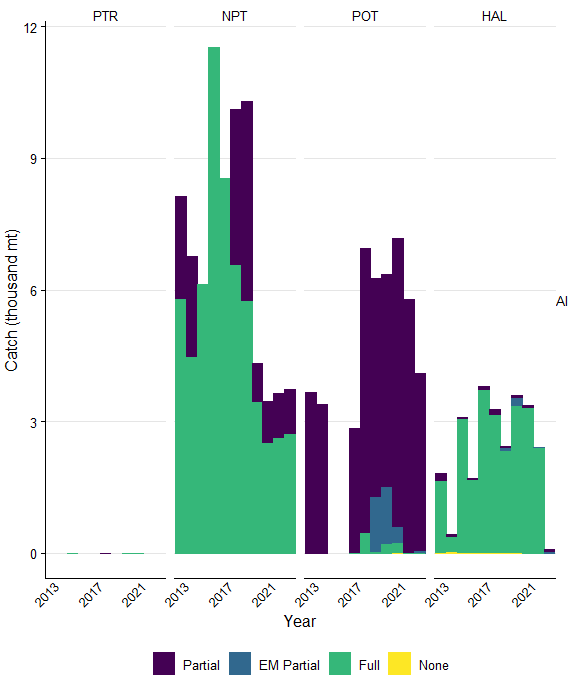 PTR NPT POT HAL
12
9
6
3
0
Catch (thousand mt)
AI
2013 2017 2021 2013 2017 2021 2013 2017 2021 2013 2017 2021
Year
Partial EM Partial Full None